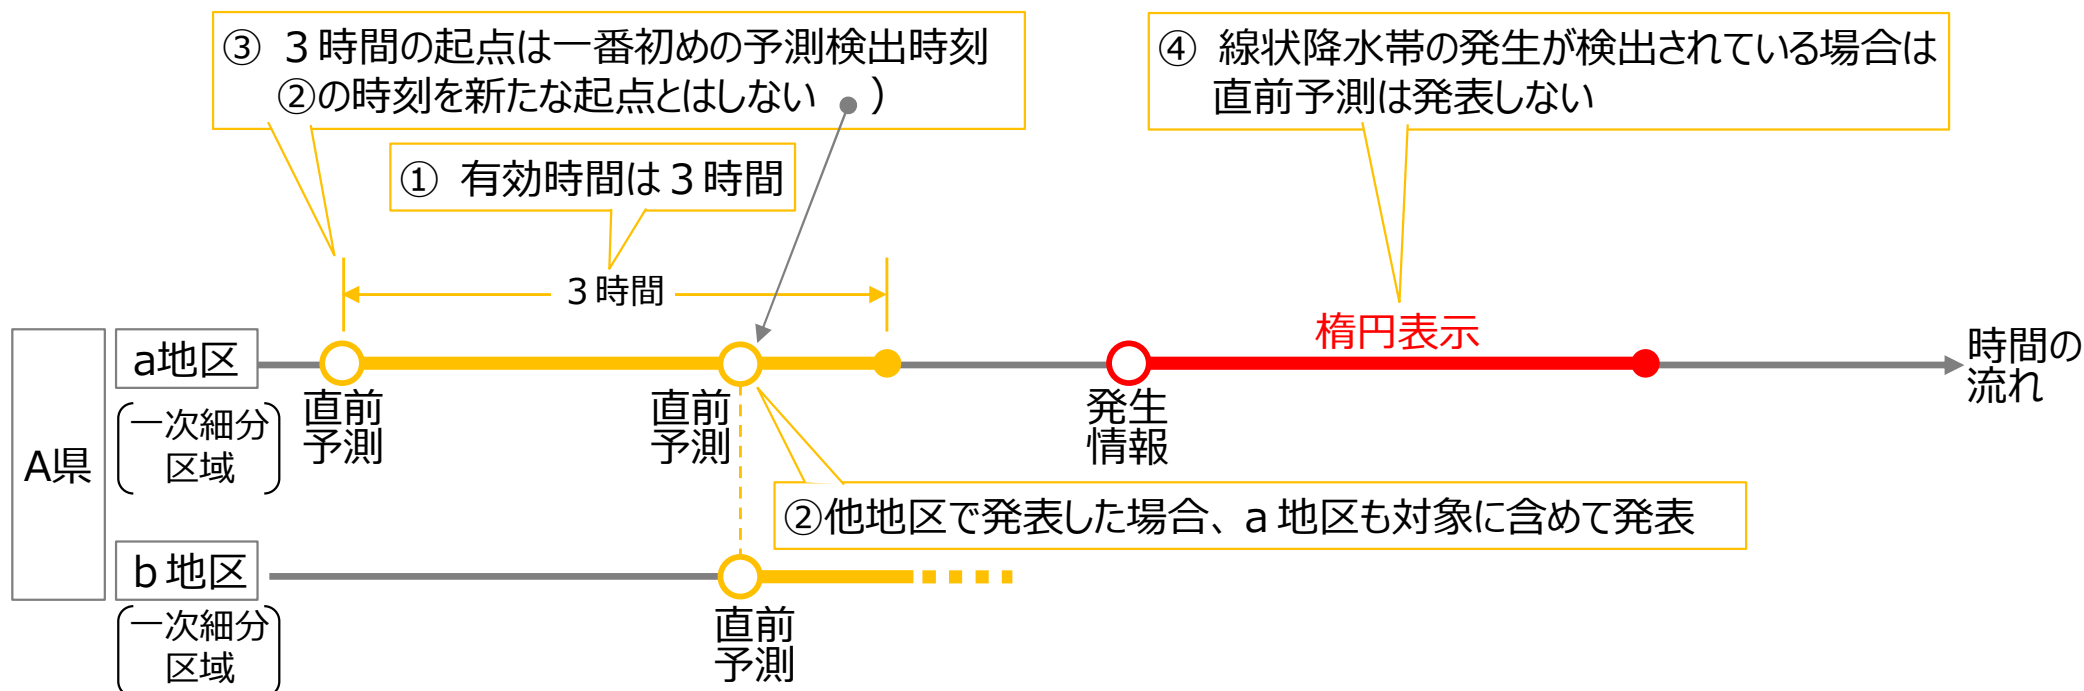 ③ 3時間の起点は一番初めの予測検出時刻
②の時刻を新たな起点とはしない ）
④ 線状降水帯の発生が検出されている場合は
直前予測は発表しない
① 有効時間は3時間
3時間
楕円表示
時間の
流れ
A県
a地区
一次細分
区域
直前
予測
直前
予測
発生
情報
②他地区で発表した場合、a地区も対象に含めて発表
b地区
一次細分
区域
直前
予測